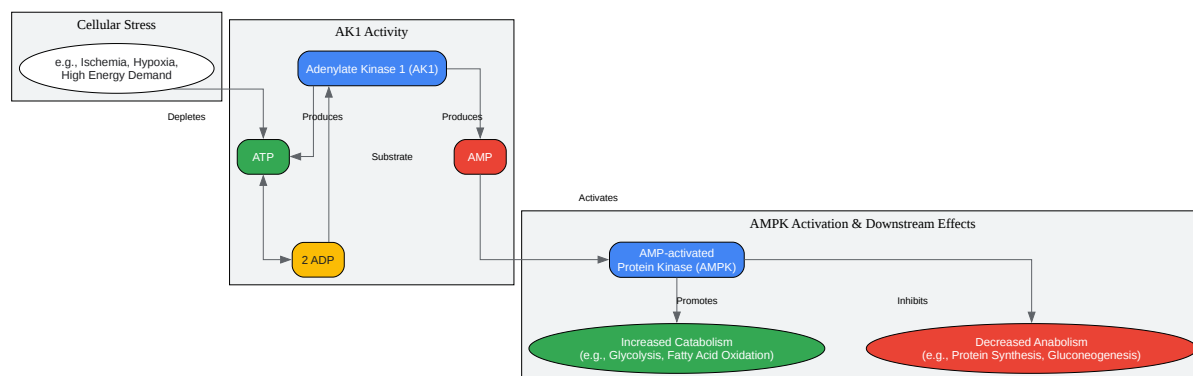 Cellular Stress
e.g., Ischemia, Hypoxia,
High Energy Demand
Depletes
AK1 Activity
Adenylate Kinase 1 (AK1)
Produces
Produces
ATP
Substrate
AMP
2 ADP
Activates
AMPK Activation & Downstream Effects
AMP-activated
Protein Kinase (AMPK)
Promotes
Inhibits
Increased Catabolism
(e.g., Glycolysis, Fatty Acid Oxidation)
Decreased Anabolism
(e.g., Protein Synthesis, Gluconeogenesis)